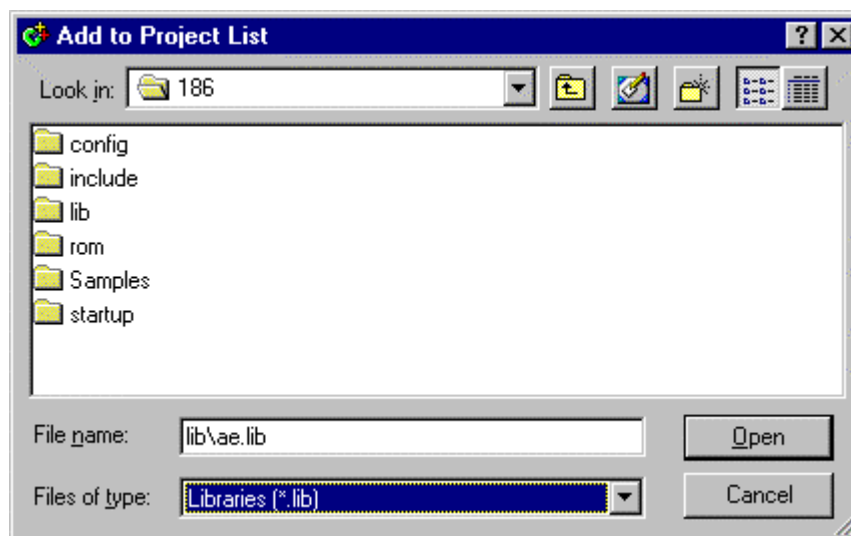 Add to Project List
Look in: 186
config
include
lib
rom
Samples
startup
File name: lib\ae.lib Open
Files of type: Libraries (*.lib) Cancel